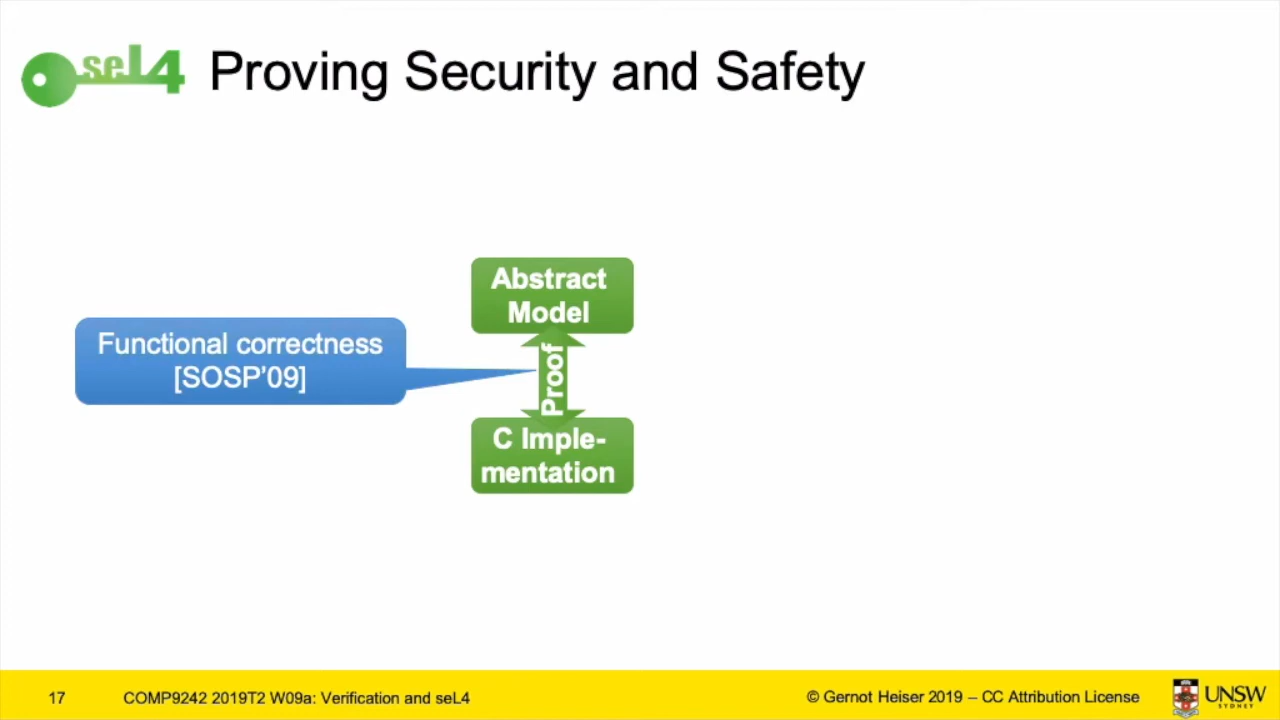 seL4 Proving Security and Safety
Abstract
Model
Functional correctness
[SOSP’09]
Proof
C Imple-
mentation
17 COMP9242 2019T2 W09a: Verification and seL4 © Gernot Heiser 2019 – CC Attribution License UNSW
SYDNEY